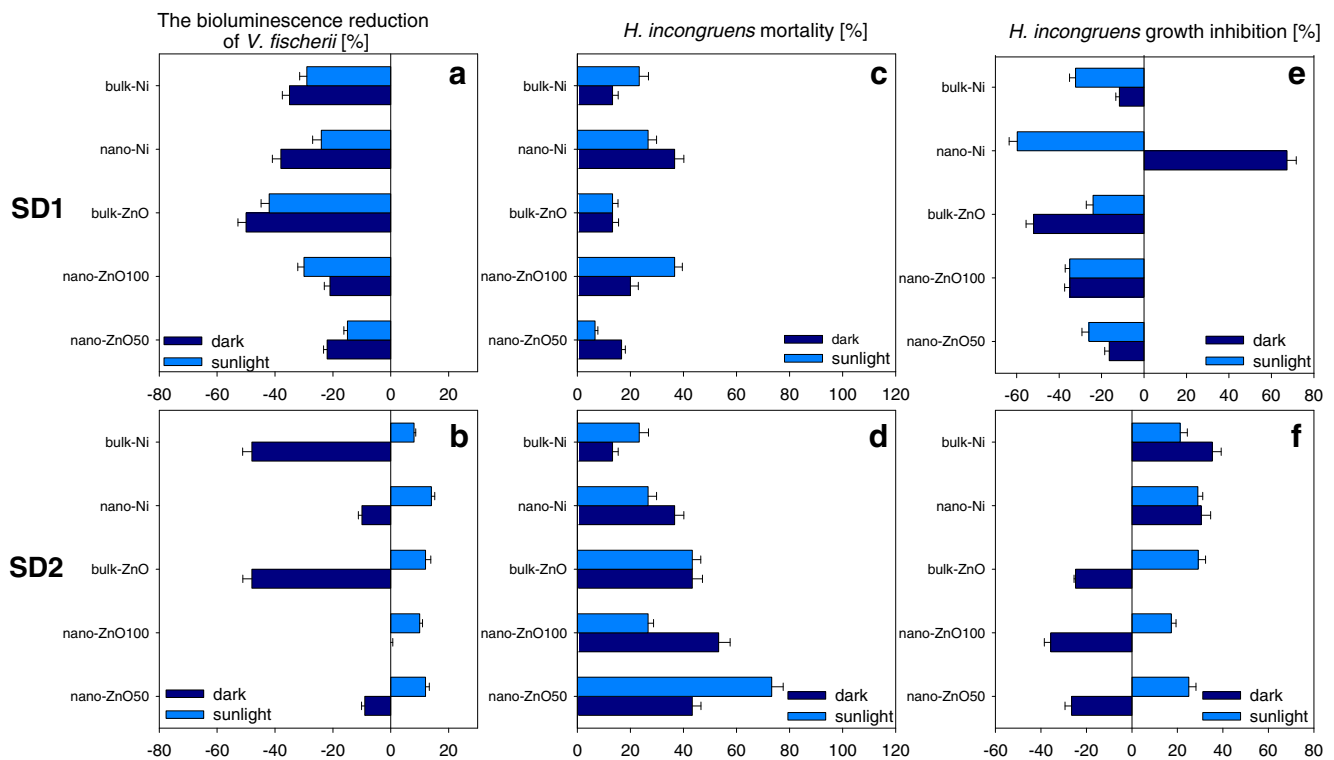 The bioluminescence reduction
of V. fischerii [%]
H. incongruens mortality [%]
H. incongruens growth inhibition [%]
SD1
a
bulk-Ni
nano-Ni
bulk-ZnO
nano-ZnO100
nano-ZnO50
dark
sunlight
-80 -60 -40 -20 0 20
c
bulk-Ni
nano-Ni
bulk-ZnO
nano-ZnO100
nano-ZnO50
dark
sunlight
0 20 40 60 80 100 120
e
bulk-Ni
nano-Ni
bulk-ZnO
nano-ZnO100
nano-ZnO50
dark
sunlight
-60 -40 -20 0 20 40 60 80
SD2
b
bulk-Ni
nano-Ni
bulk-ZnO
nano-ZnO100
nano-ZnO50
dark
sunlight
-80 -60 -40 -20 0 20
d
bulk-Ni
nano-Ni
bulk-ZnO
nano-ZnO100
nano-ZnO50
dark
sunlight
0 20 40 60 80 100 120
f
bulk-Ni
nano-Ni
bulk-ZnO
nano-ZnO100
nano-ZnO50
dark
sunlight
-60 -40 -20 0 20 40 60 80